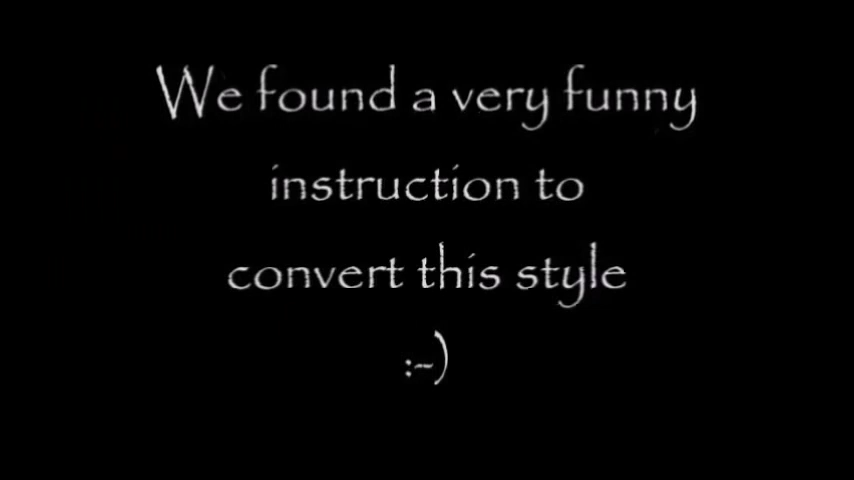 We found a very funny
instruction to
convert this style
:-)